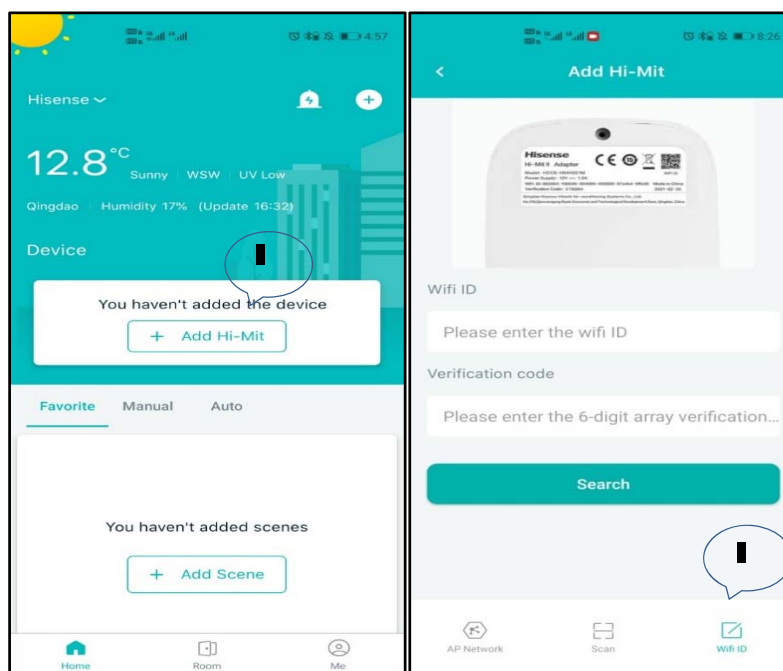 4:57
Hisense
12.8 °C
Sunny WSW UV Low
Qingdao Humidity 17% (Update 16:32)
Device
You haven't added the device
+ Add Hi-Mit
Favorite Manual Auto
You haven't added scenes
+ Add Scene
Home Room Me
8:26
< Add Hi-Mit
Hisense
Hi-Mit II Adaptor
Wifi ID
Please enter the wifi ID
Verification code
Please enter the 6-digit array verification...
Search
AP Network Scan Wifi ID